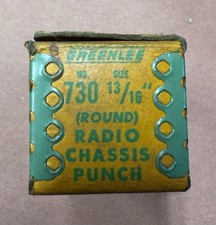 GREENLEE
NO. SIZE
730 13/16"
(ROUND)
RADIO
CHASSIS
PUNCH